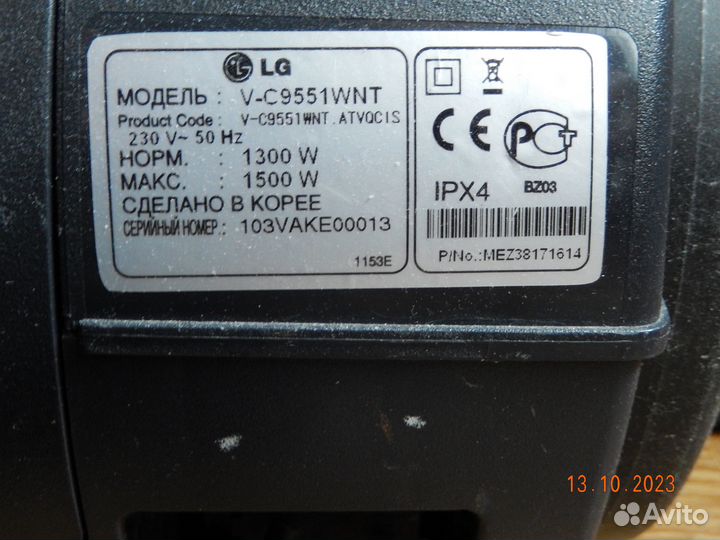 LG
МОДЕЛЬ : V-C9551WNT
Product Code : V-C9551WNT.ATVQCIS
230 V~ 50 Hz
НОРМ. : 1300 W
МАКС. : 1500 W
СДЕЛАНО В КОРЕЕ
СЕРИЙНЫЙ НОМЕР.: 103VAKE00013
1153E
CE РСТ
IPX4 BZ03
P/No.:MEZ38171614
13.10.2023
Avito